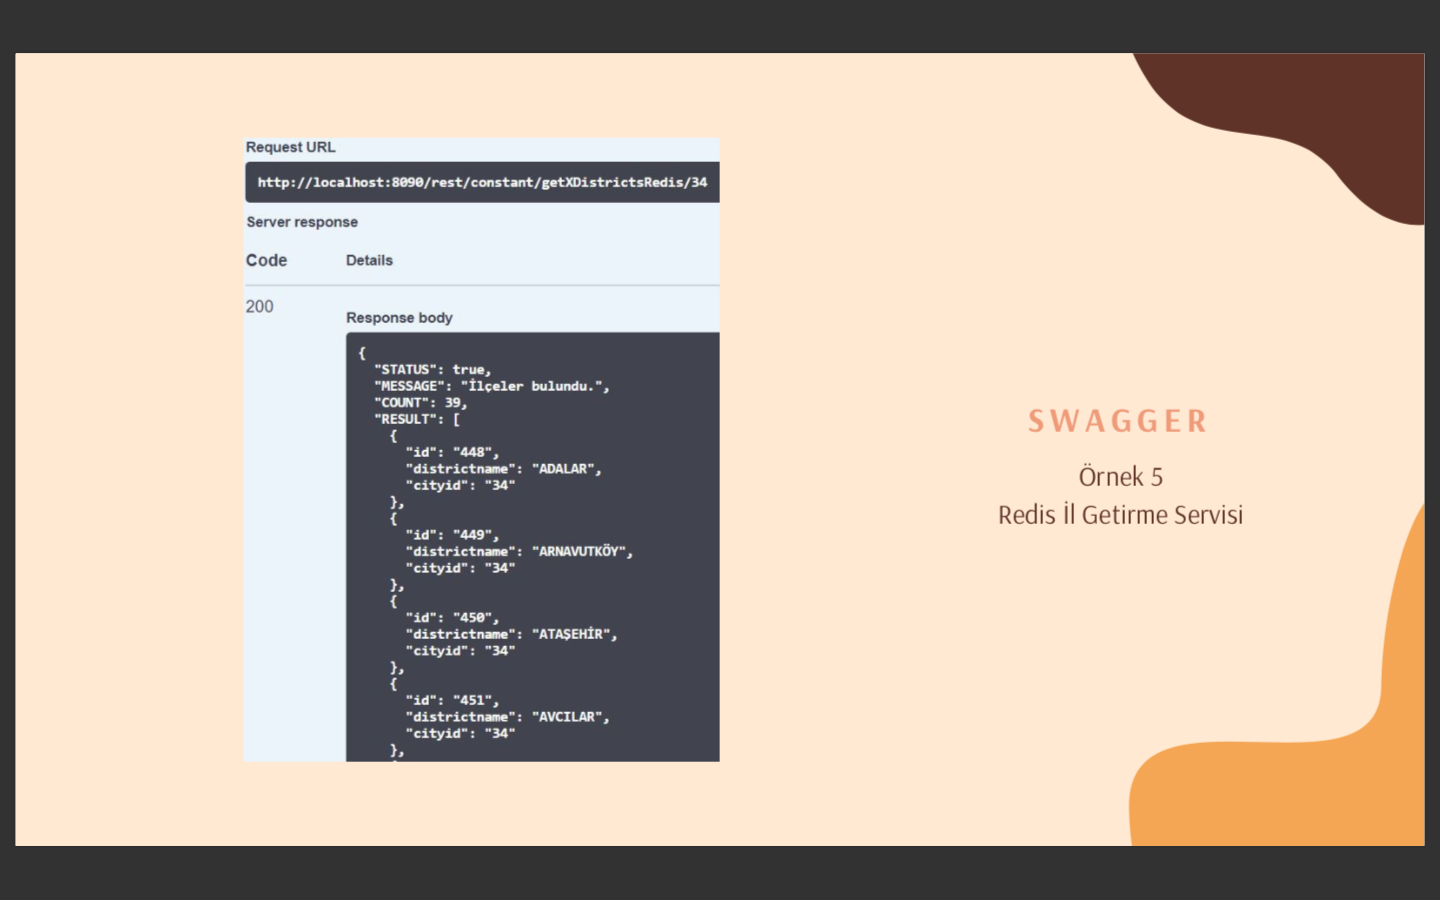 Request URL
http://localhost:8090/rest/constant/getXDistrictsRedis/34
Server response
Code Details
200
Response body
{
"STATUS": true,
"MESSAGE": "İlçeler bulundu.",
"COUNT": 39,
"RESULT": [
{
"id": "448",
"districtname": "ADALAR",
"cityid": "34"
},
{
"id": "449",
"districtname": "ARNAVUTKÖY",
"cityid": "34"
},
{
"id": "450",
"districtname": "ATAŞEHİR",
"cityid": "34"
},
{
"id": "451",
"districtname": "AVCILAR",
"cityid": "34"
},
SWAGGER
Örnek 5
Redis İl Getirme Servisi